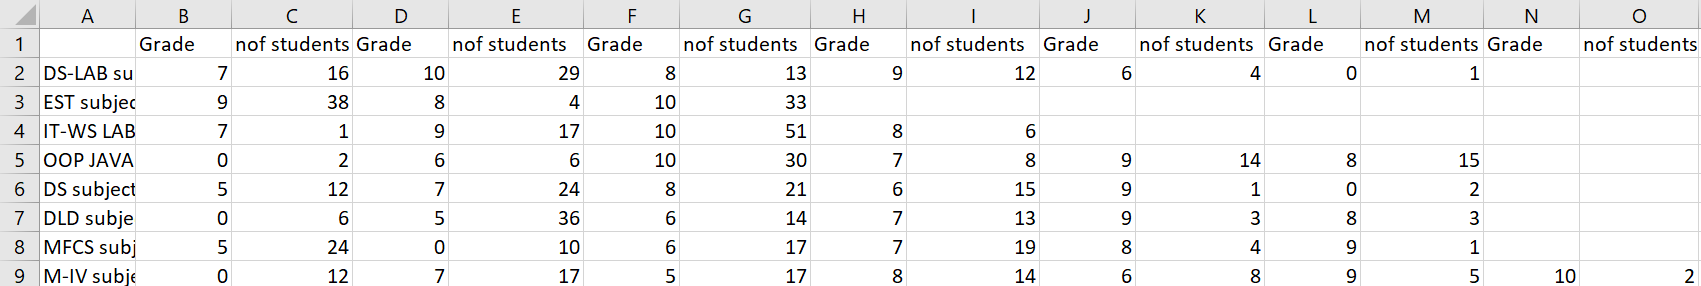 A B C D E F G H I J K L M N O
1 Grade nof students Grade nof students Grade nof students Grade nof students Grade nof students Grade nof students Grade nof students
2 DS-LAB su 7 16 10 29 8 13 9 12 6 4 0 1
3 EST subjec 9 38 8 4 10 33
4 IT-WS LAB 7 1 9 17 10 51 8 6
5 OOP JAVA 0 2 6 6 10 30 7 8 9 14 8 15
6 DS subject 5 12 7 24 8 21 6 15 9 1 0 2
7 DLD subje 0 6 5 36 6 14 7 13 9 3 8 3
8 MFCS subj 5 24 0 10 6 17 7 19 8 4 9 1
9 M-IV subje 0 12 7 17 5 17 8 14 6 8 9 5 10 2